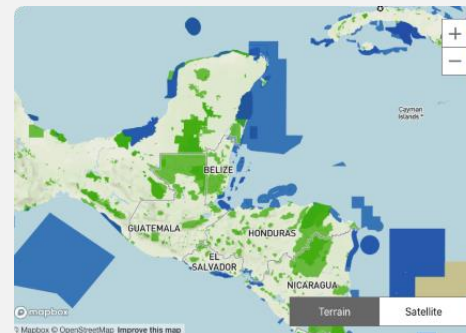 +
Cayman
Islands
−
BELIZE
GUATEMALA
HONDURAS
EL
SALVADOR
NICARAGUA
mapbox
Terrain
Satellite
Mapbox © OpenStreetMap Improve this map